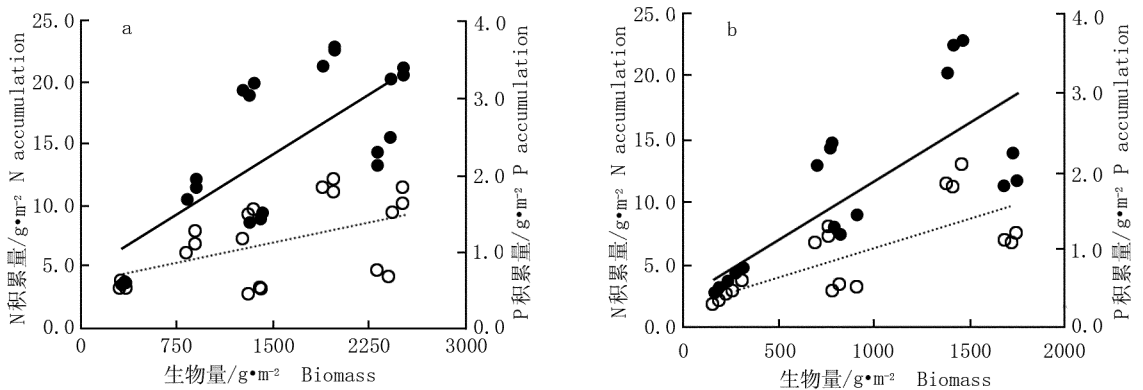 a
25.0
20.0
15.0
10.0
5.0
0.0
N积累量/g•m⁻² N accumulation
4.0
3.0
2.0
1.0
0.0
P积累量/g•m⁻² P accumulation
0 750 1500 2250 3000
生物量/g•m⁻² Biomass
b
25.0
20.0
15.0
10.0
5.0
0.0
N积累量/g•m⁻² N accumulation
4.0
3.0
2.0
1.0
0.0
P积累量/g•m⁻² P accumulation
0 500 1000 1500 2000
生物量/g•m⁻² Biomass